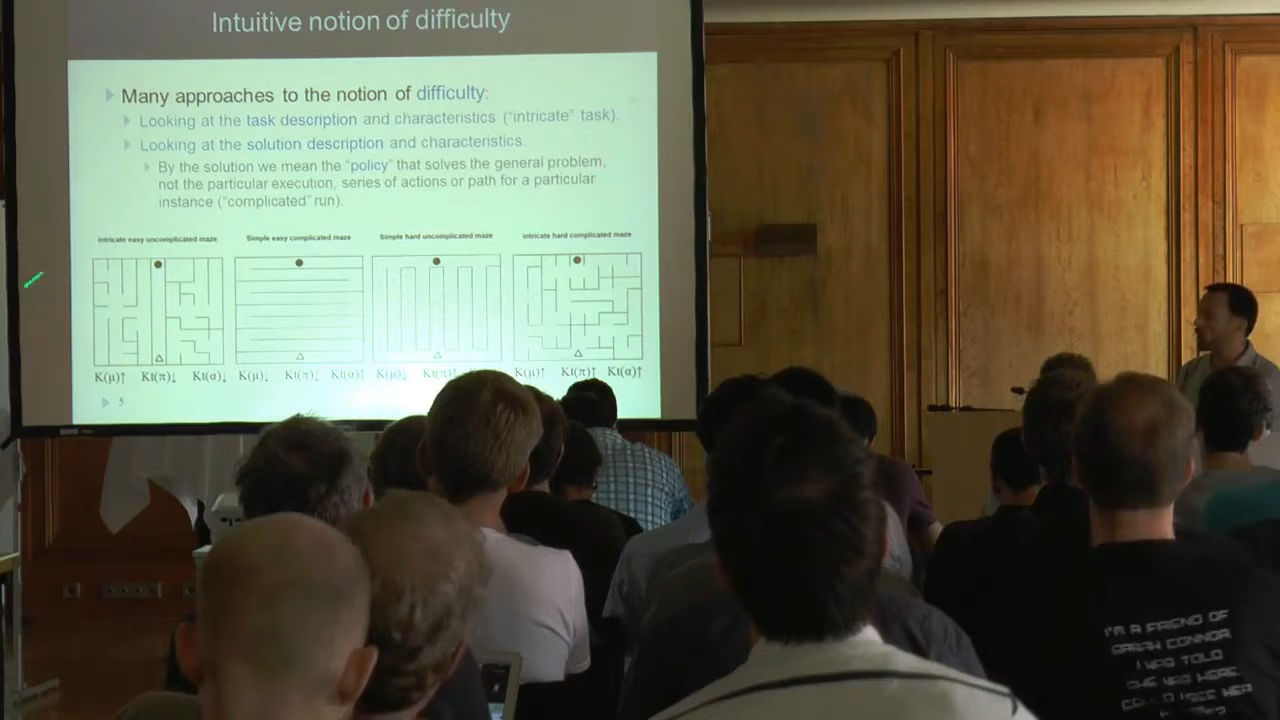 Intuitive notion of difficulty
Many approaches to the notion of difficulty:
Looking at the task description and characteristics ("intricate" task).
Looking at the solution description and characteristics.
By the solution we mean the "policy" that solves the general problem,
not the particular execution, series of actions or path for a particular
instance ("complicated" run).
Intricate easy uncomplicated maze
Simple easy complicated maze
Simple hard uncomplicated maze
Intricate hard complicated maze
K(μ)↑ Kt(π)↓ Kt(α)↓
K(μ)↓ Kt(π)↓ Kt(α)↑
K(μ)↓ Kt(π)↑
K(μ)↑ Kt(π)↑ Kt(α)↑
5
I'M A FRIEND OF
SARAH CONNOR
I WAS TOLD
SHE WAS HERE
COULD I SEE HER